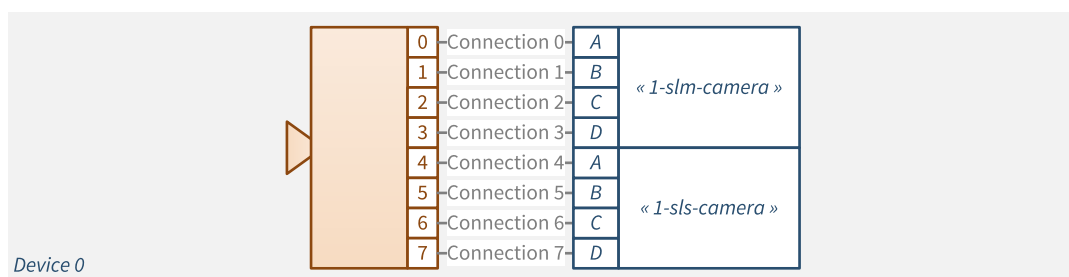 0 Connection 0 A
1 Connection 1 B
« 1-slm-camera »
2 Connection 2 C
3 Connection 3 D
4 Connection 4 A
5 Connection 5 B
« 1-sls-camera »
6 Connection 6 C
7 Connection 7 D
Device 0